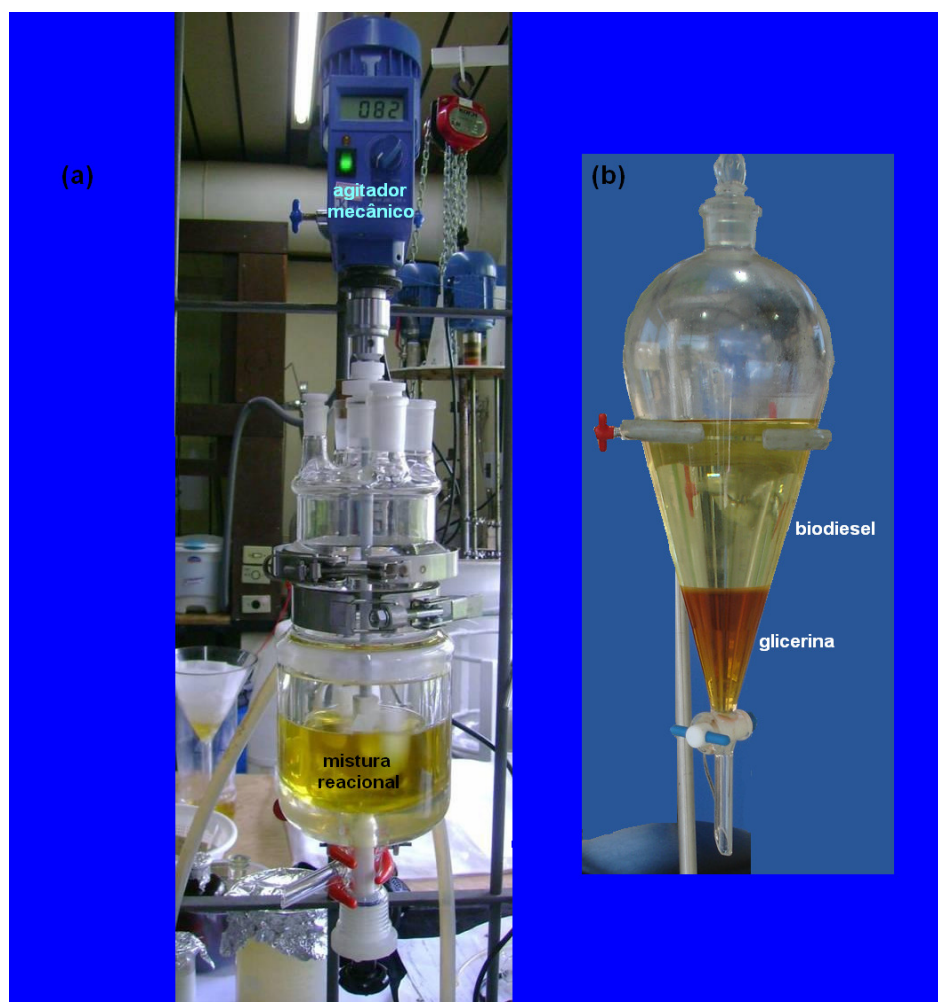 (a)
082
agitador
mecânico
mistura
reacional
(b)
biodiesel
glicerina